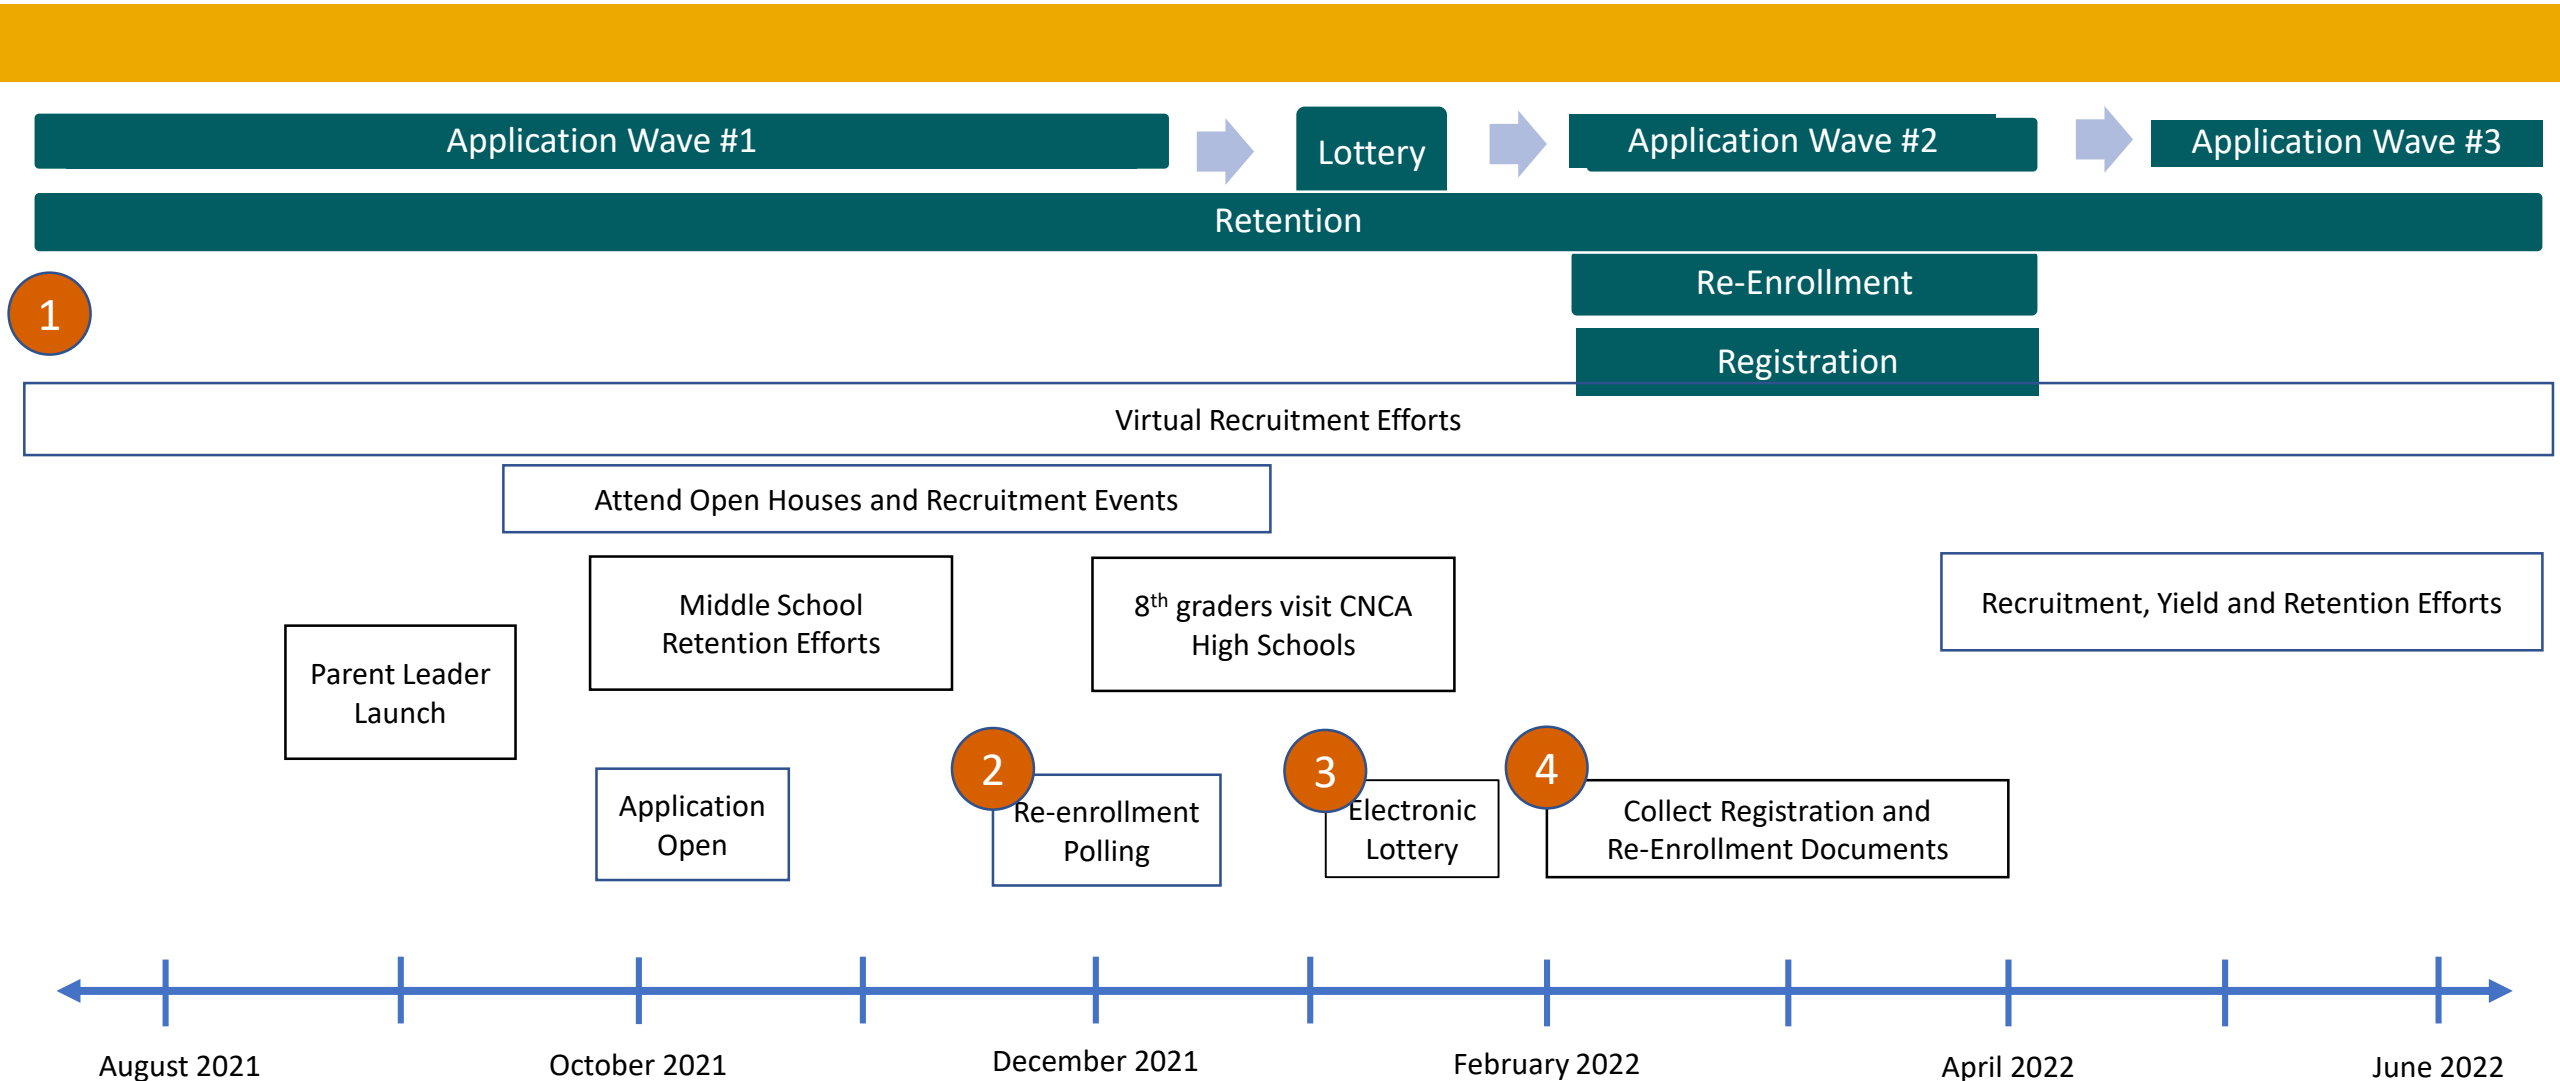 Application Wave #1
Lottery
Application Wave #2
Application Wave #3
Retention
Re-Enrollment
1
Registration
Virtual Recruitment Efforts
Attend Open Houses and Recruitment Events
Middle School
Retention Efforts
8th graders visit CNCA
High Schools
Recruitment, Yield and Retention Efforts
Parent Leader
Launch
2
3
4
Application
Open
Re-enrollment
Polling
Electronic
Lottery
Collect Registration and
Re-Enrollment Documents
August 2021
October 2021
December 2021
February 2022
April 2022
June 2022